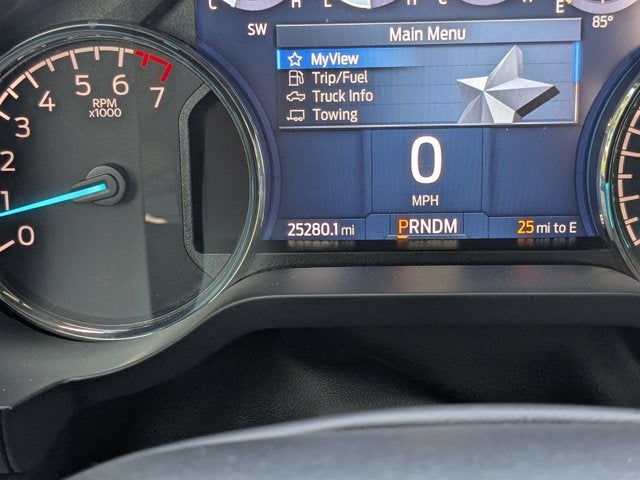 C H L H C H E
SW 85°
Main Menu
MyView
Trip/Fuel
Truck Info
Towing
0
MPH
25280.1 mi PRNDM 25 mi to E
0
1
2
3
4
5
6
7
RPM
x1000